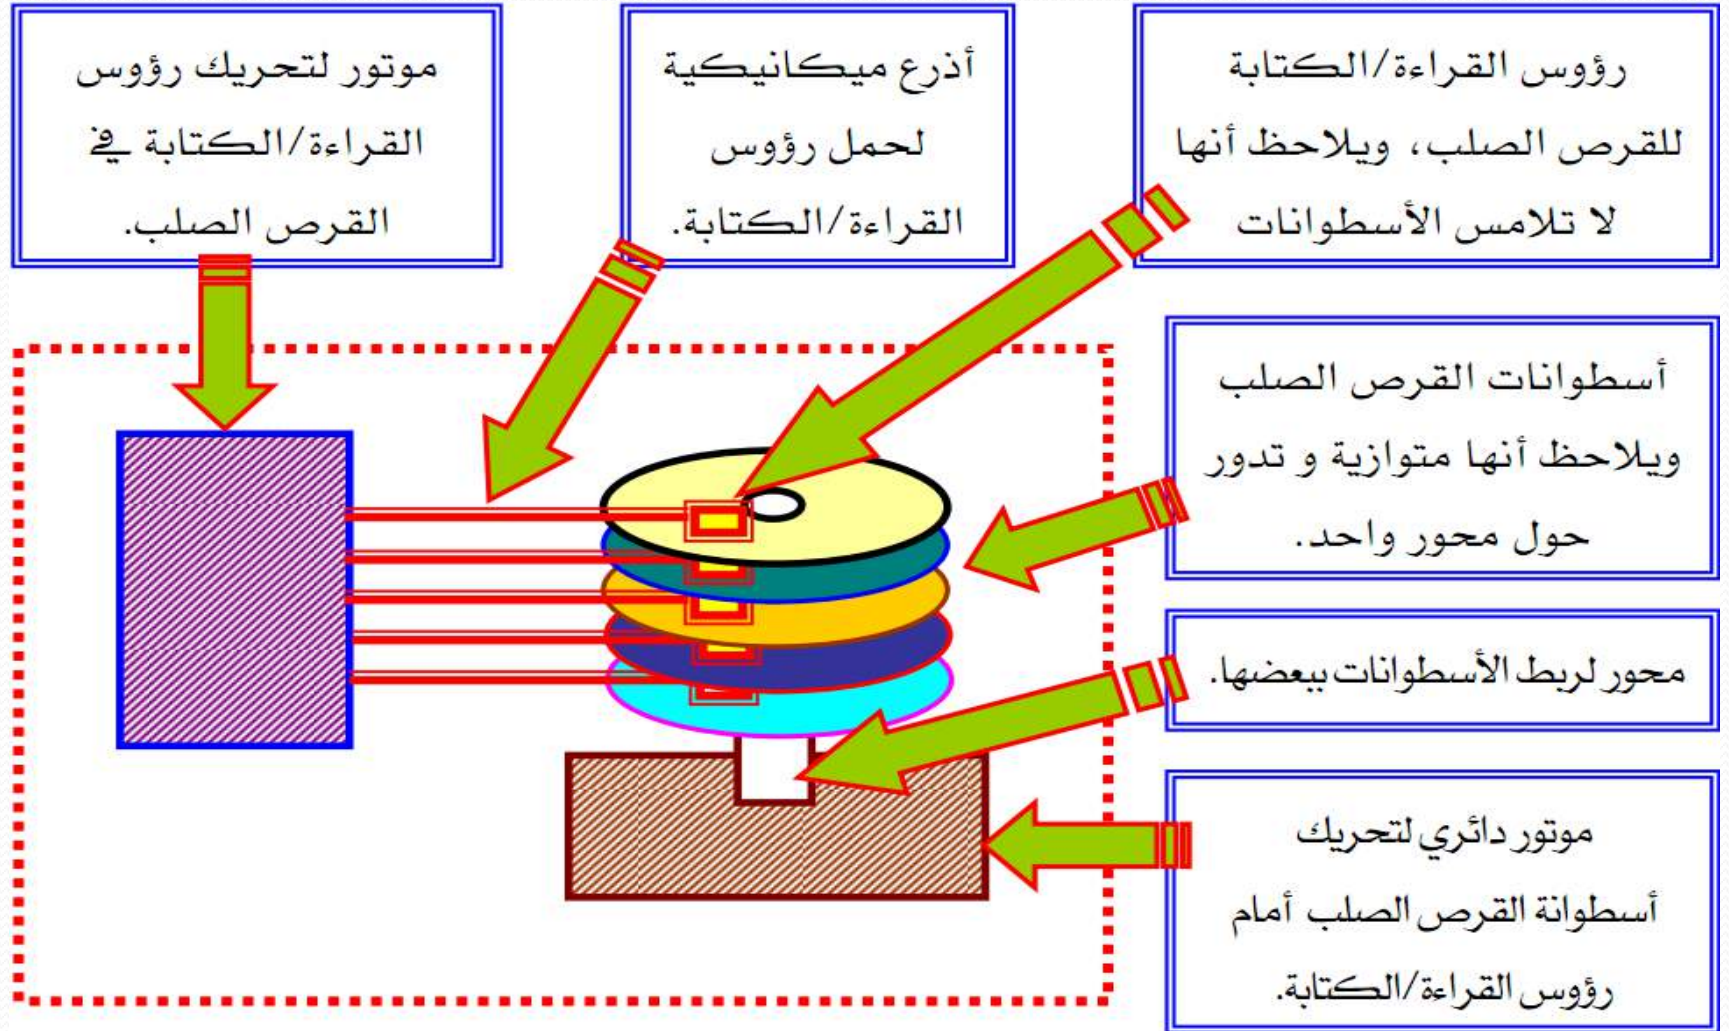 رؤوس القراءة/الكتابة
للقرص الصلب، ويلاحظ أنها
لا تلامس الأسطوانات
أذرع ميكانيكية
لحمل رؤوس
القراءة/الكتابة.
موتور لتحريك رؤوس
القراءة/الكتابة في
القرص الصلب.
أسطوانات القرص الصلب
ويلاحظ أنها متوازية و تدور
حول محور واحد.
محور لربط الأسطوانات ببعضها.
موتور دائري لتحريك
أسطوانة القرص الصلب أمام
رؤوس القراءة/الكتابة.